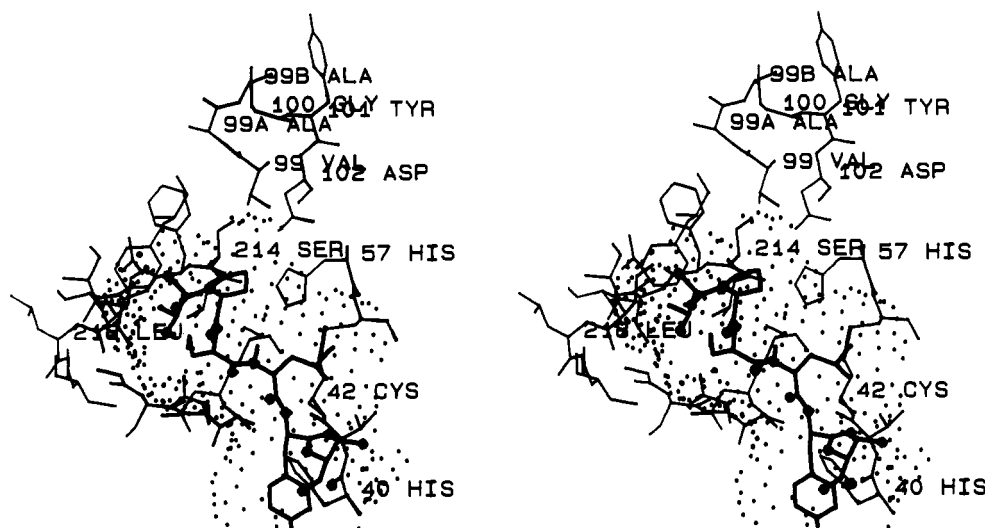 99B ALA
99B ALA
100 GLY
101 TYR
100 GLY
101 TYR
99A ALA
99A ALA
99 VAL
102 ASP
99 VAL
102 ASP
214 SER
57 HIS
214 SER
57 HIS
LEU
LEU
42 CYS
42 CYS
40 HIS
40 HIS